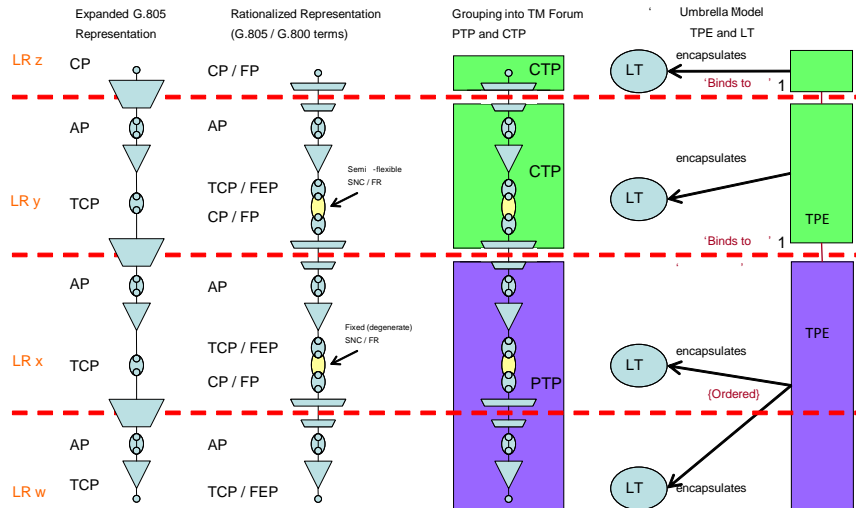 Expanded G.805
Representation
Rationalized Representation
(G.805 / G.800 terms)
Grouping into TM Forum
PTP and CTP
‘ Umbrella Model
TPE and LT
LR z
CP
CP / FP
CTP
LT
encapsulates
‘Binds to ’ 1
AP
AP
Semi -flexible
SNC / FR
LR y
TCP
TCP / FEP
CP / FP
CTP
encapsulates
LT
TPE
‘Binds to ’ 1
AP
AP
TPE
Fixed (degenerate)
SNC / FR
LR x
TCP
TCP / FEP
CP / FP
PTP
encapsulates
LT
{Ordered}
AP
AP
LR w
TCP
TCP / FEP
LT
encapsulates